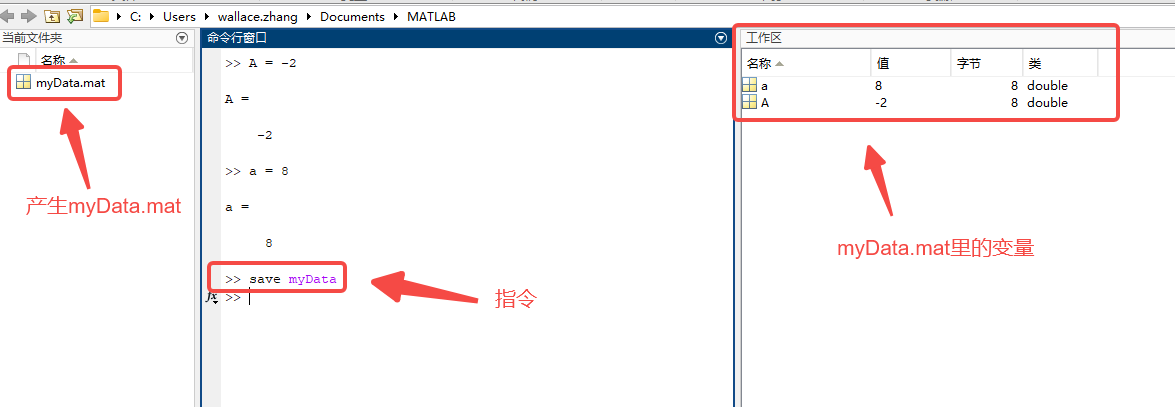 C: Users wallace.zhang Documents MATLAB
当前文件夹
名称
myData.mat
产生myData.mat
命令行窗口
>> A = -2
A =
-2
>> a = 8
a =
8
>> save myData
fx >>
指令
工作区
名称 值 字节 类
a 8 8 double
A -2 8 double
myData.mat里的变量